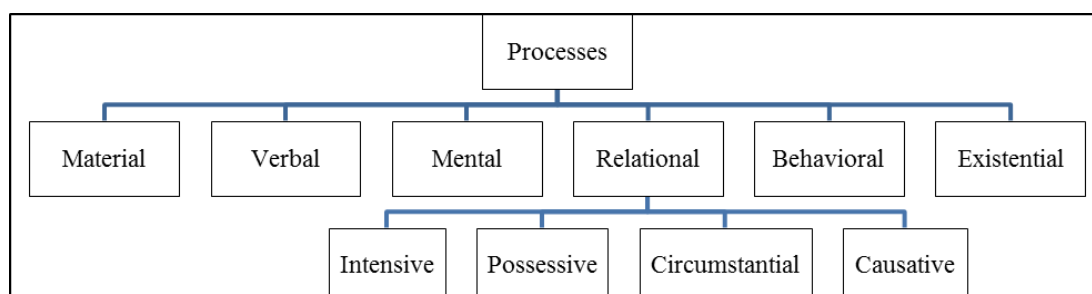 Processes
Material
Verbal
Mental
Relational
Behavioral
Existential
Intensive
Possessive
Circumstantial
Causative